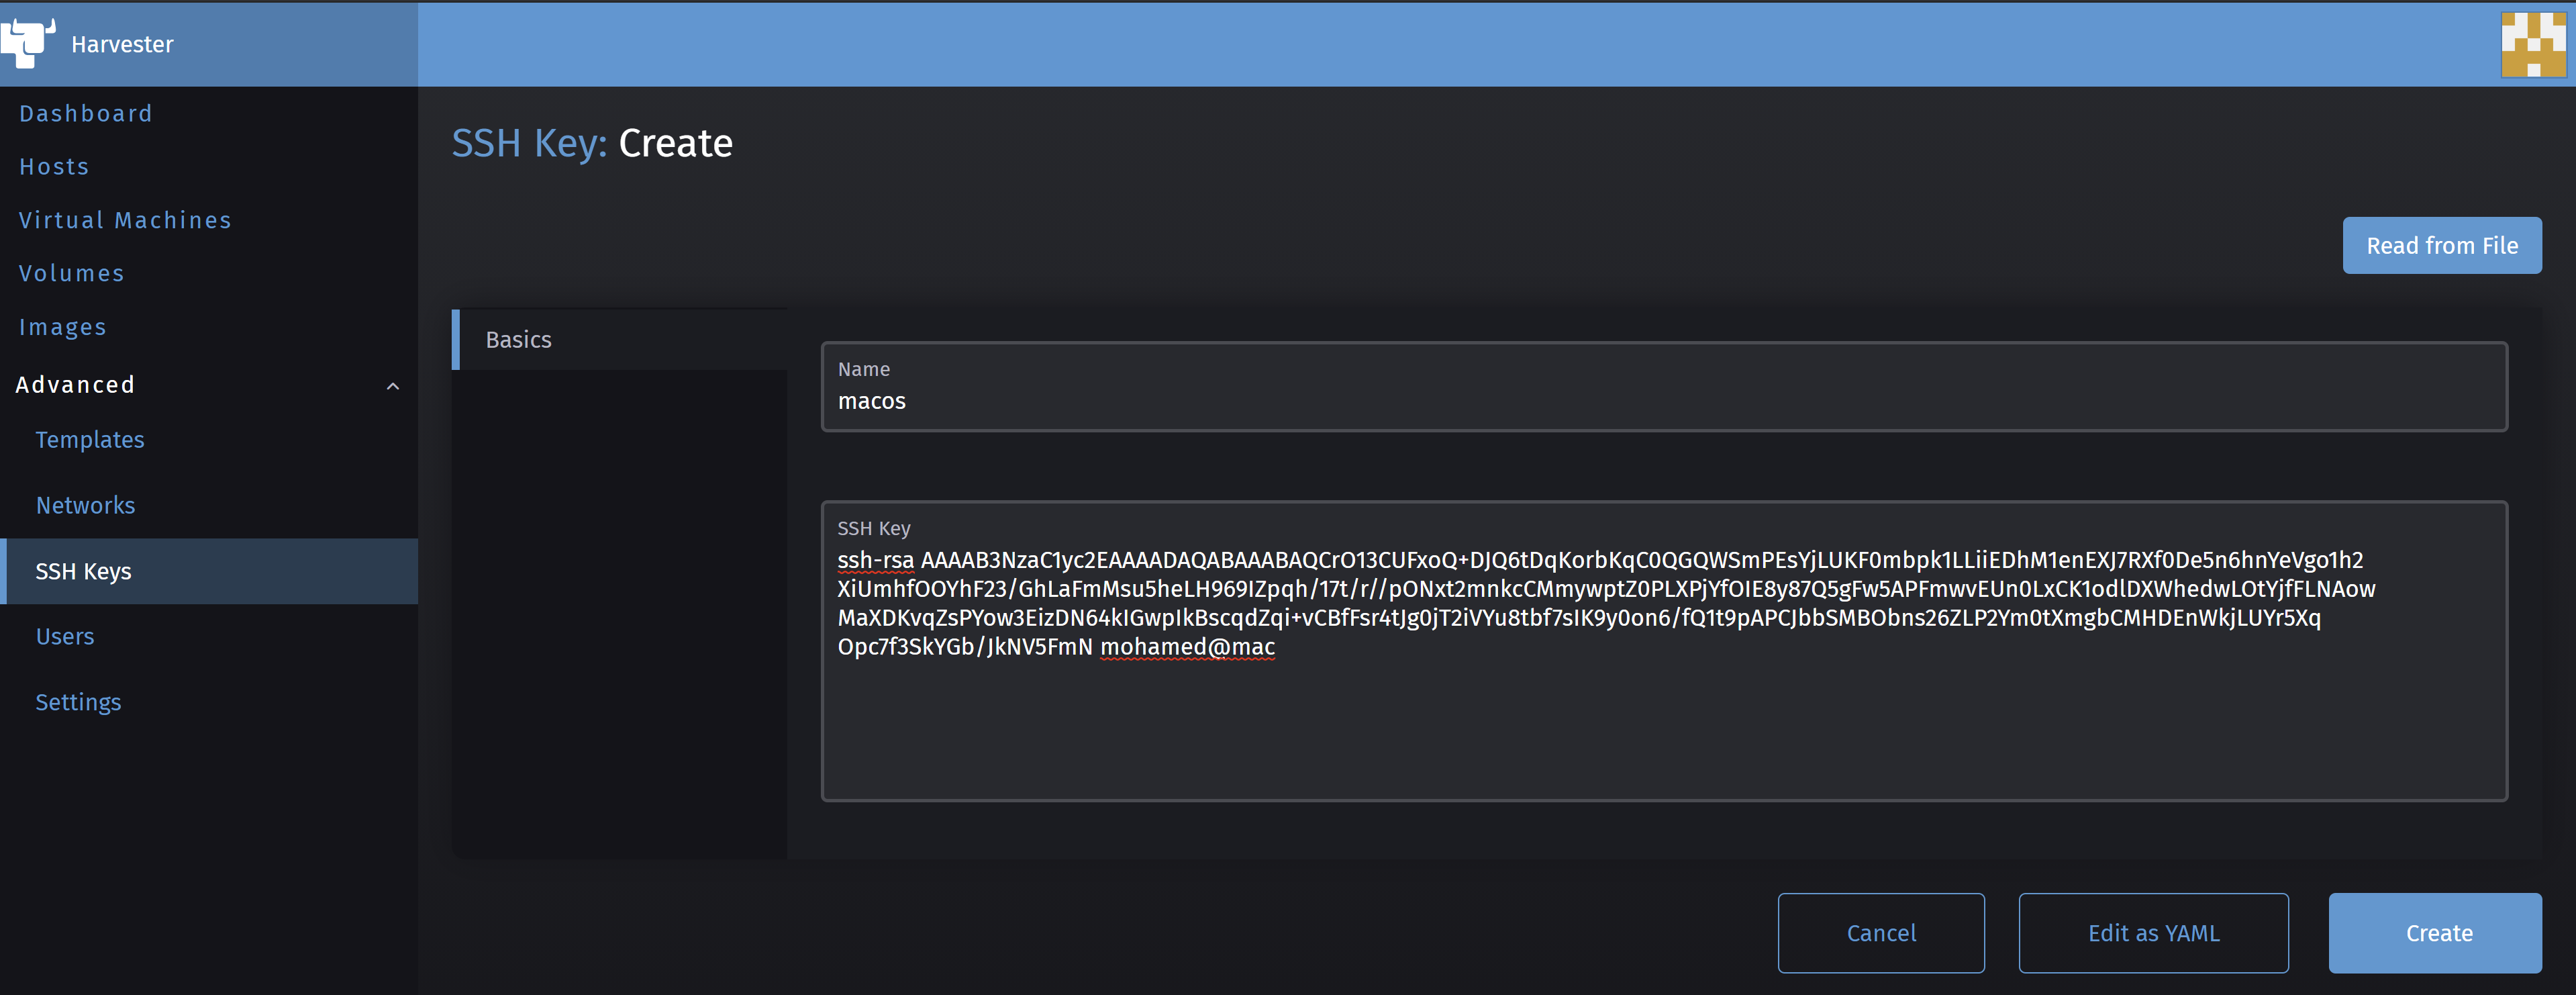 Harvester
Dashboard
Hosts
Virtual Machines
Volumes
Images
Advanced
Templates
Networks
SSH Keys
Users
Settings
SSH Key: Create
Read from File
Basics
Name
macos
SSH Key
ssh-rsa AAAAB3NzaC1yc2EAAAADAQABAAABAQCrO13CUFxoQ+DJQ6tDqKorbKqC0QGQWSmPEsYjLUKF0mbpk1LLiiEDhM1enEXJ7RXf0De5n6hnYeVgo1h2
XiUmhfOOYhF23/GhLaFmMsu5heLH969IZpqh/17t/r//pONxt2mnkcCMmywptZ0PLXPjYfOIE8y87Q5gFw5APFmwvEUn0LxCK1odlDXWhedwLOtYjfFLNAow
MaXDKvqZsPYow3EizDN64kIGwpIkBscqdZqi+vCBfFsr4tJg0jT2iVYu8tbf7sIK9y0on6/fQ1t9pAPCJbbSMBObns26ZLP2Ym0tXmgbCMHDEnWkjLUYr5Xq
Opc7f3SkYGb/JkNV5FmN mohamed@mac
Cancel
Edit as YAML
Create